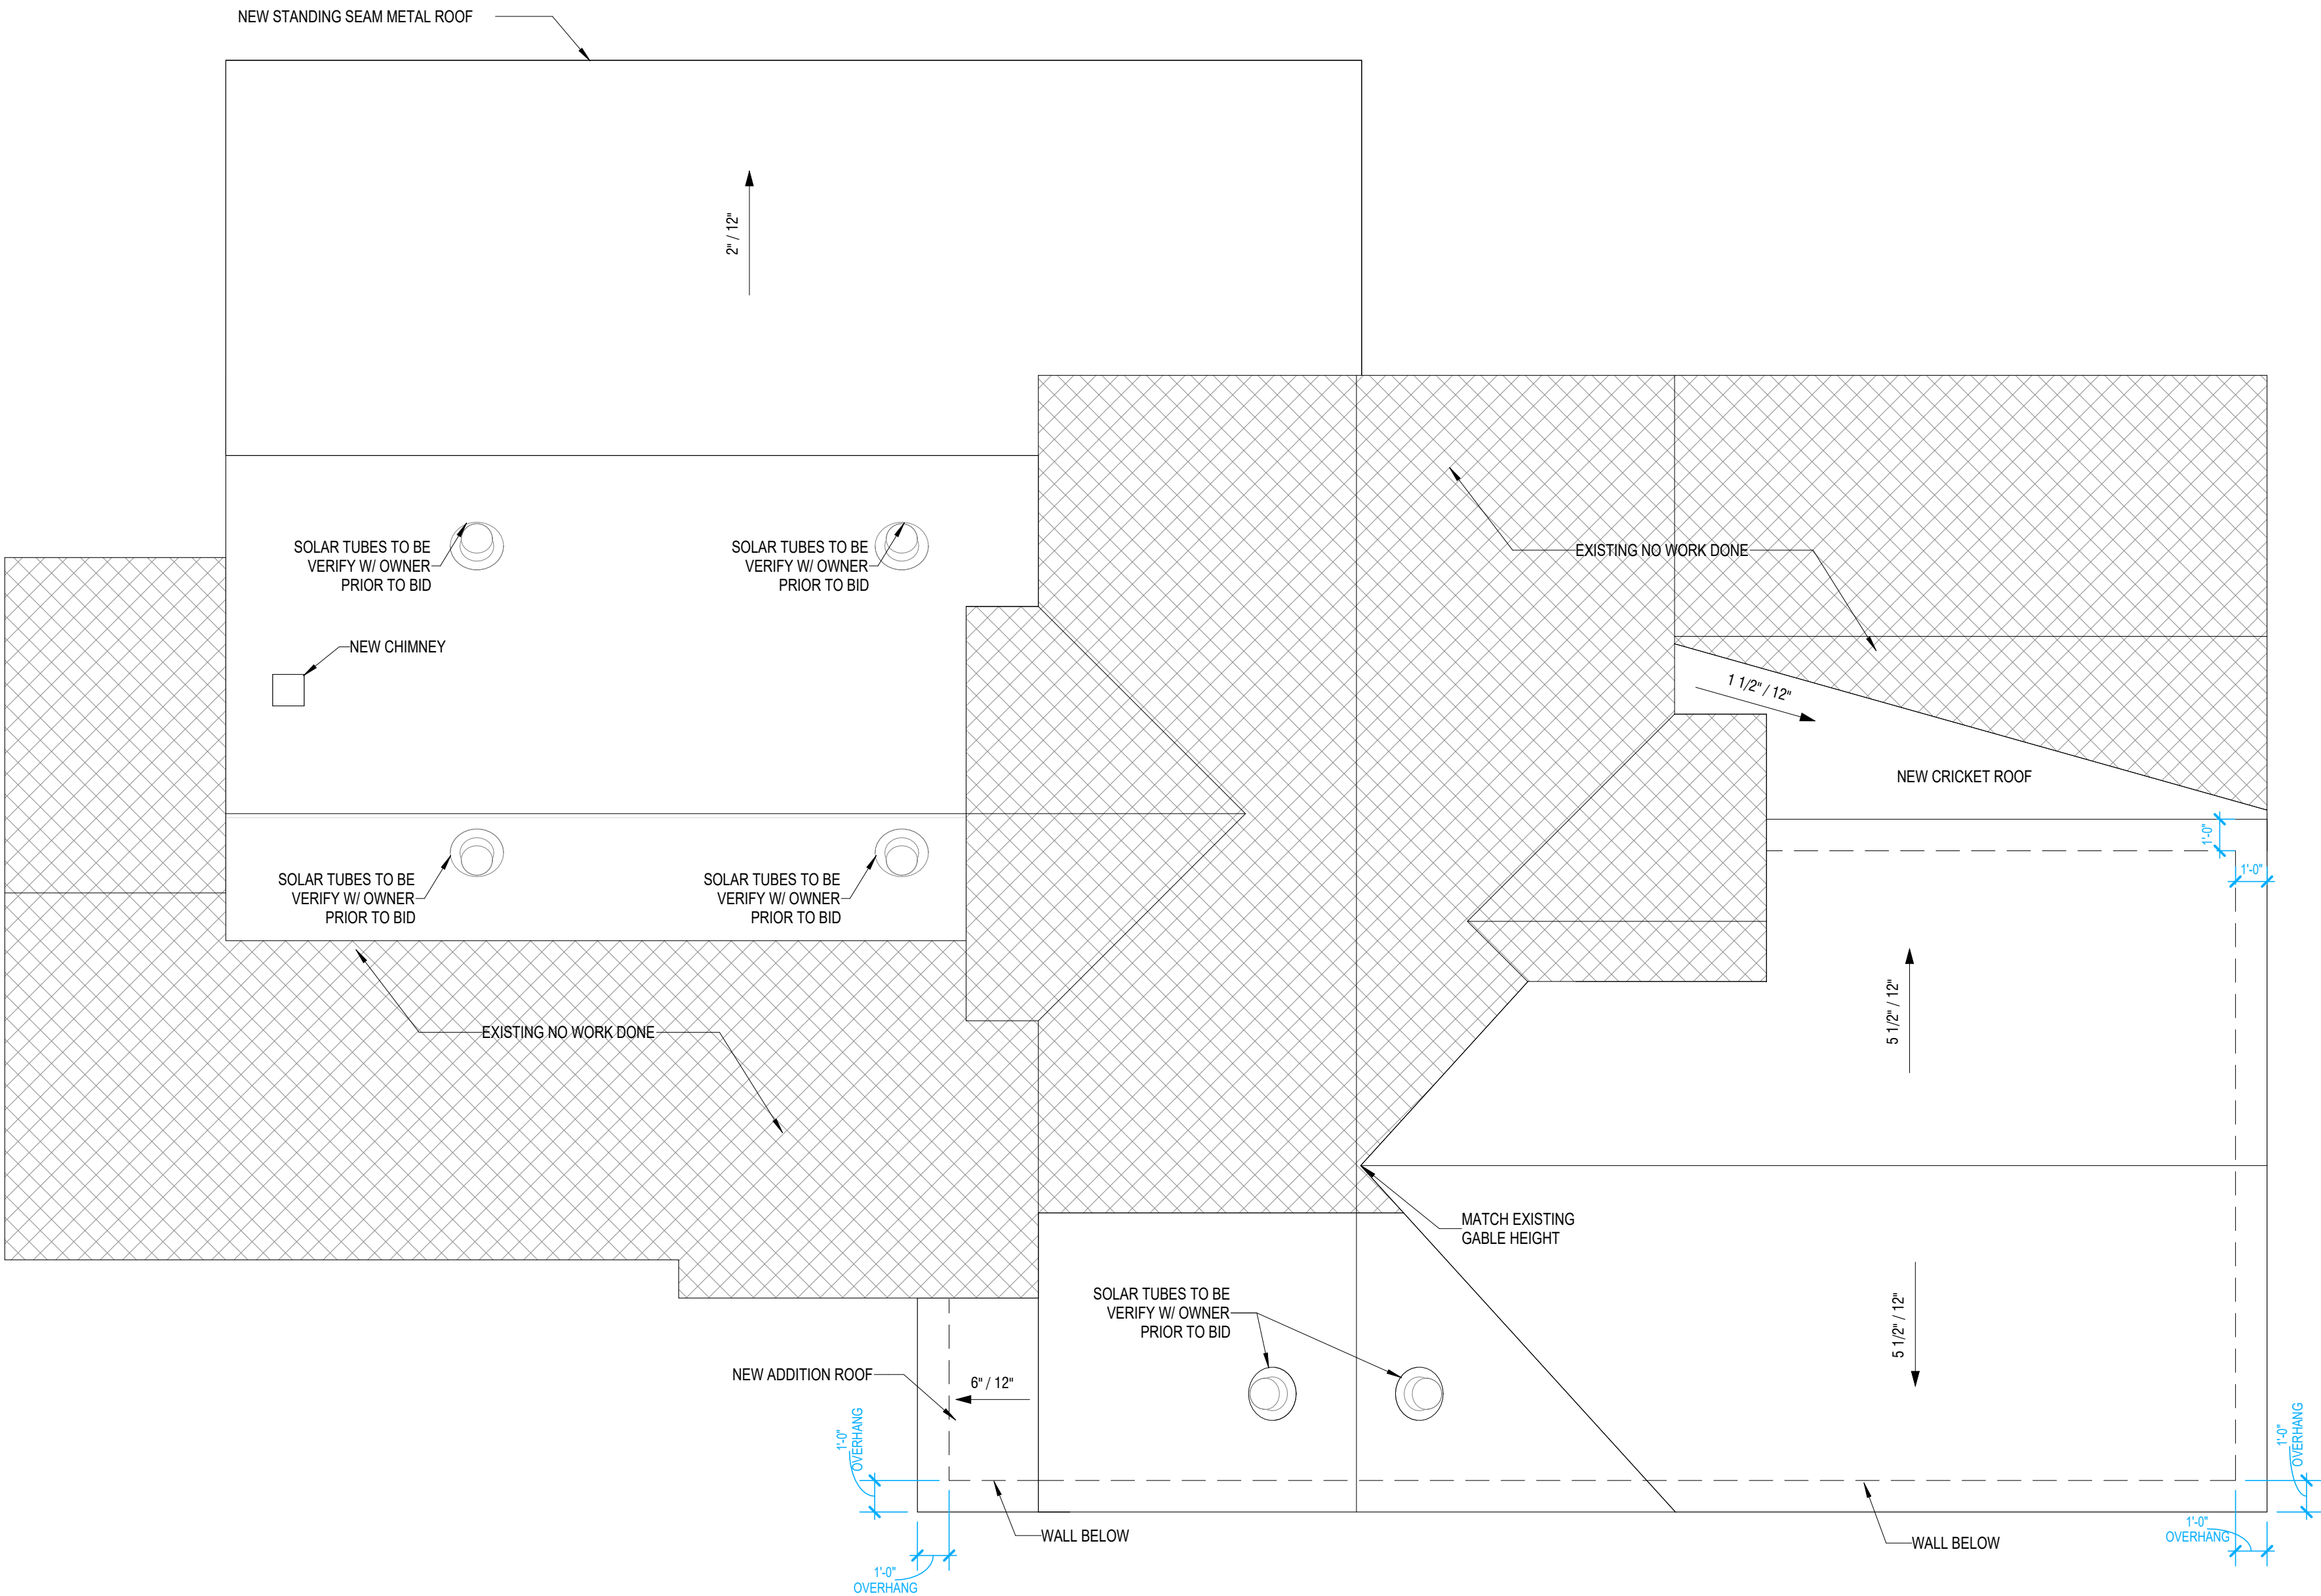 NEW STANDING SEAM METAL ROOF
2" / 12"
SOLAR TUBES TO BE
VERIFY W/ OWNER
PRIOR TO BID
SOLAR TUBES TO BE
VERIFY W/ OWNER
PRIOR TO BID
EXISTING NO WORK DONE
NEW CHIMNEY
1 1/2" / 12"
NEW CRICKET ROOF
1'-0"
1'-0"
SOLAR TUBES TO BE
VERIFY W/ OWNER
PRIOR TO BID
SOLAR TUBES TO BE
VERIFY W/ OWNER
PRIOR TO BID
5 1/2" / 12"
EXISTING NO WORK DONE
MATCH EXISTING
GABLE HEIGHT
SOLAR TUBES TO BE
VERIFY W/ OWNER
PRIOR TO BID
5 1/2" / 12"
NEW ADDITION ROOF
6" / 12"
1'-0"
OVERHANG
1'-0"
OVERHANG
WALL BELOW
WALL BELOW
1'-0"
OVERHANG
1'-0"
OVERHANG